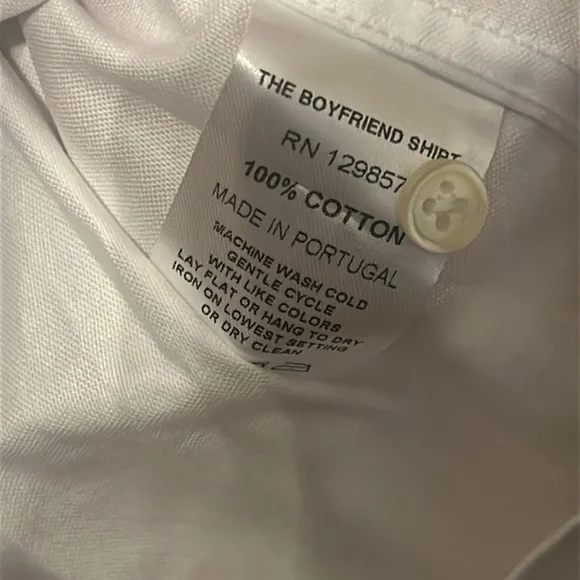 THE BOYFRIEND SHIRT
RN 129857
100% COTTON
MADE IN PORTUGAL
MACHINE WASH COLD
GENTLE CYCLE
WITH LIKE COLORS
LAY FLAT OR HANG TO DRY
IRON ON LOWEST SETTING
OR DRY CLEAN